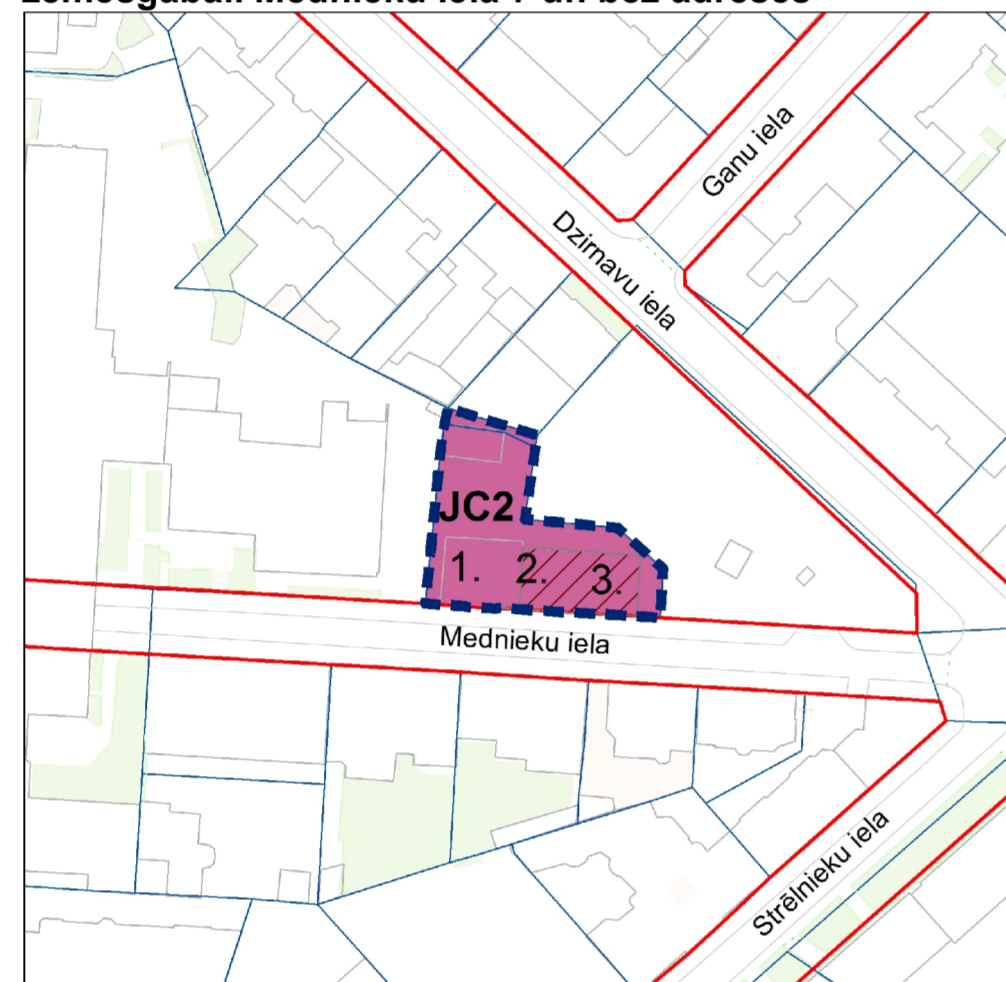 Ganu iela
Dzirnavu iela
JC2
1. 2. 3.
Mednieku iela
Strēlnieku iela